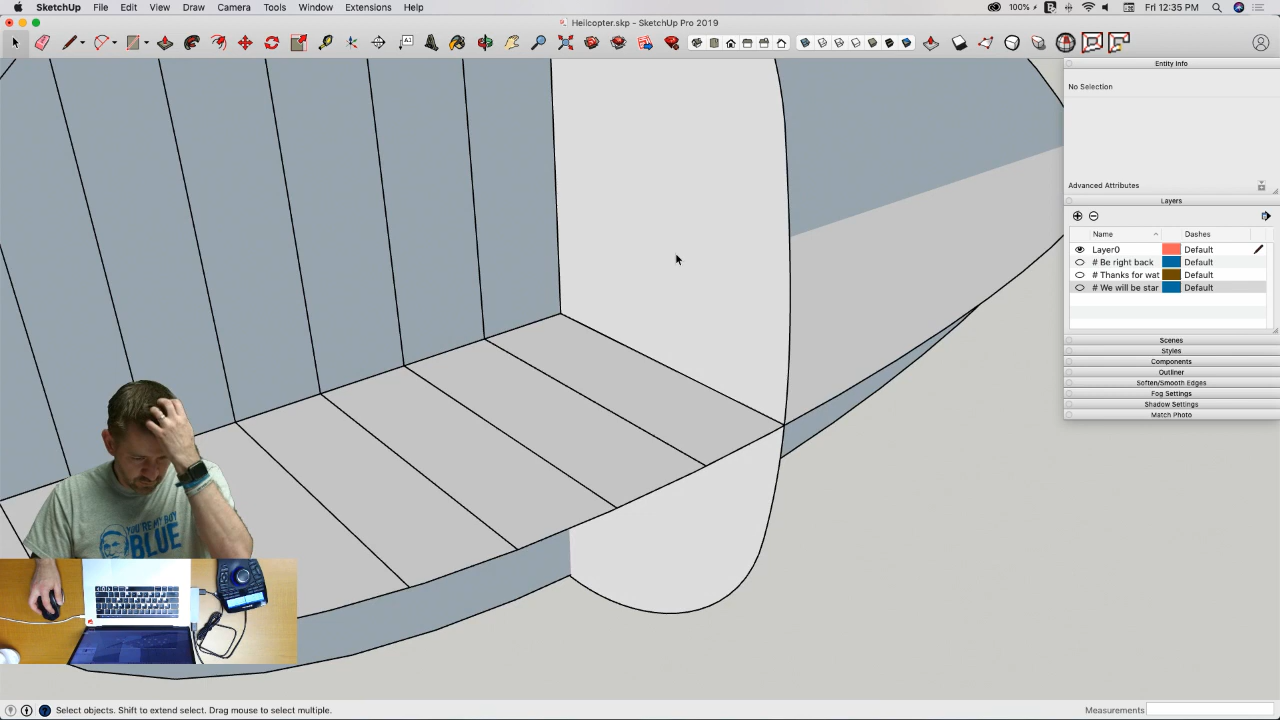 SketchUp File Edit View Draw Camera Tools Window Extensions Help
100% Fri 12:35 PM
Heilcopter.skp - SketchUp Pro 2019
Entity Info
No Selection
Advanced Attributes
Layers
Name Dashes
Layer0 Default
# Be right back Default
# Thanks for wat Default
# We will be star Default
Scenes
Styles
Components
Outliner
Soften/Smooth Edges
Fog Settings
Shadow Settings
Match Photo
YOU'RE MY BOY
BLUE
Select objects. Shift to extend select. Drag mouse to select multiple.
Measurements